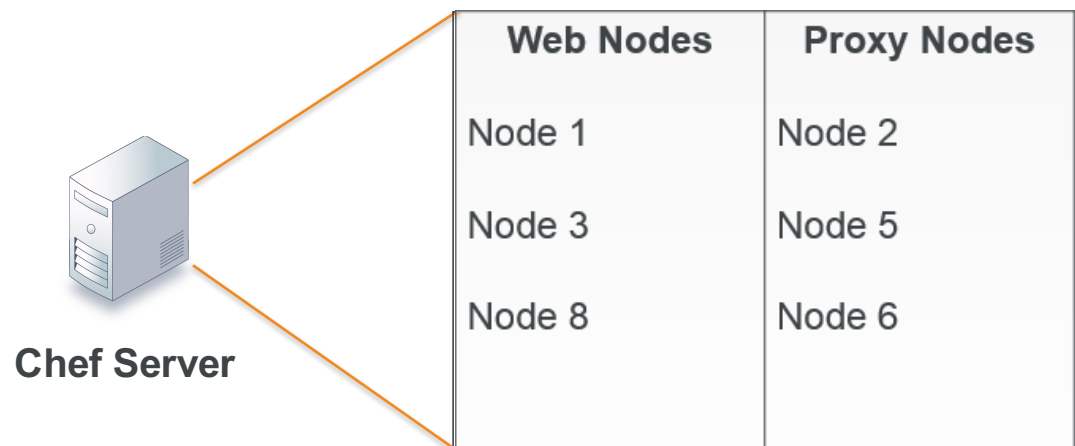 Web Nodes Proxy Nodes
Node 1 Node 2
Node 3 Node 5
Node 8 Node 6
Chef Server